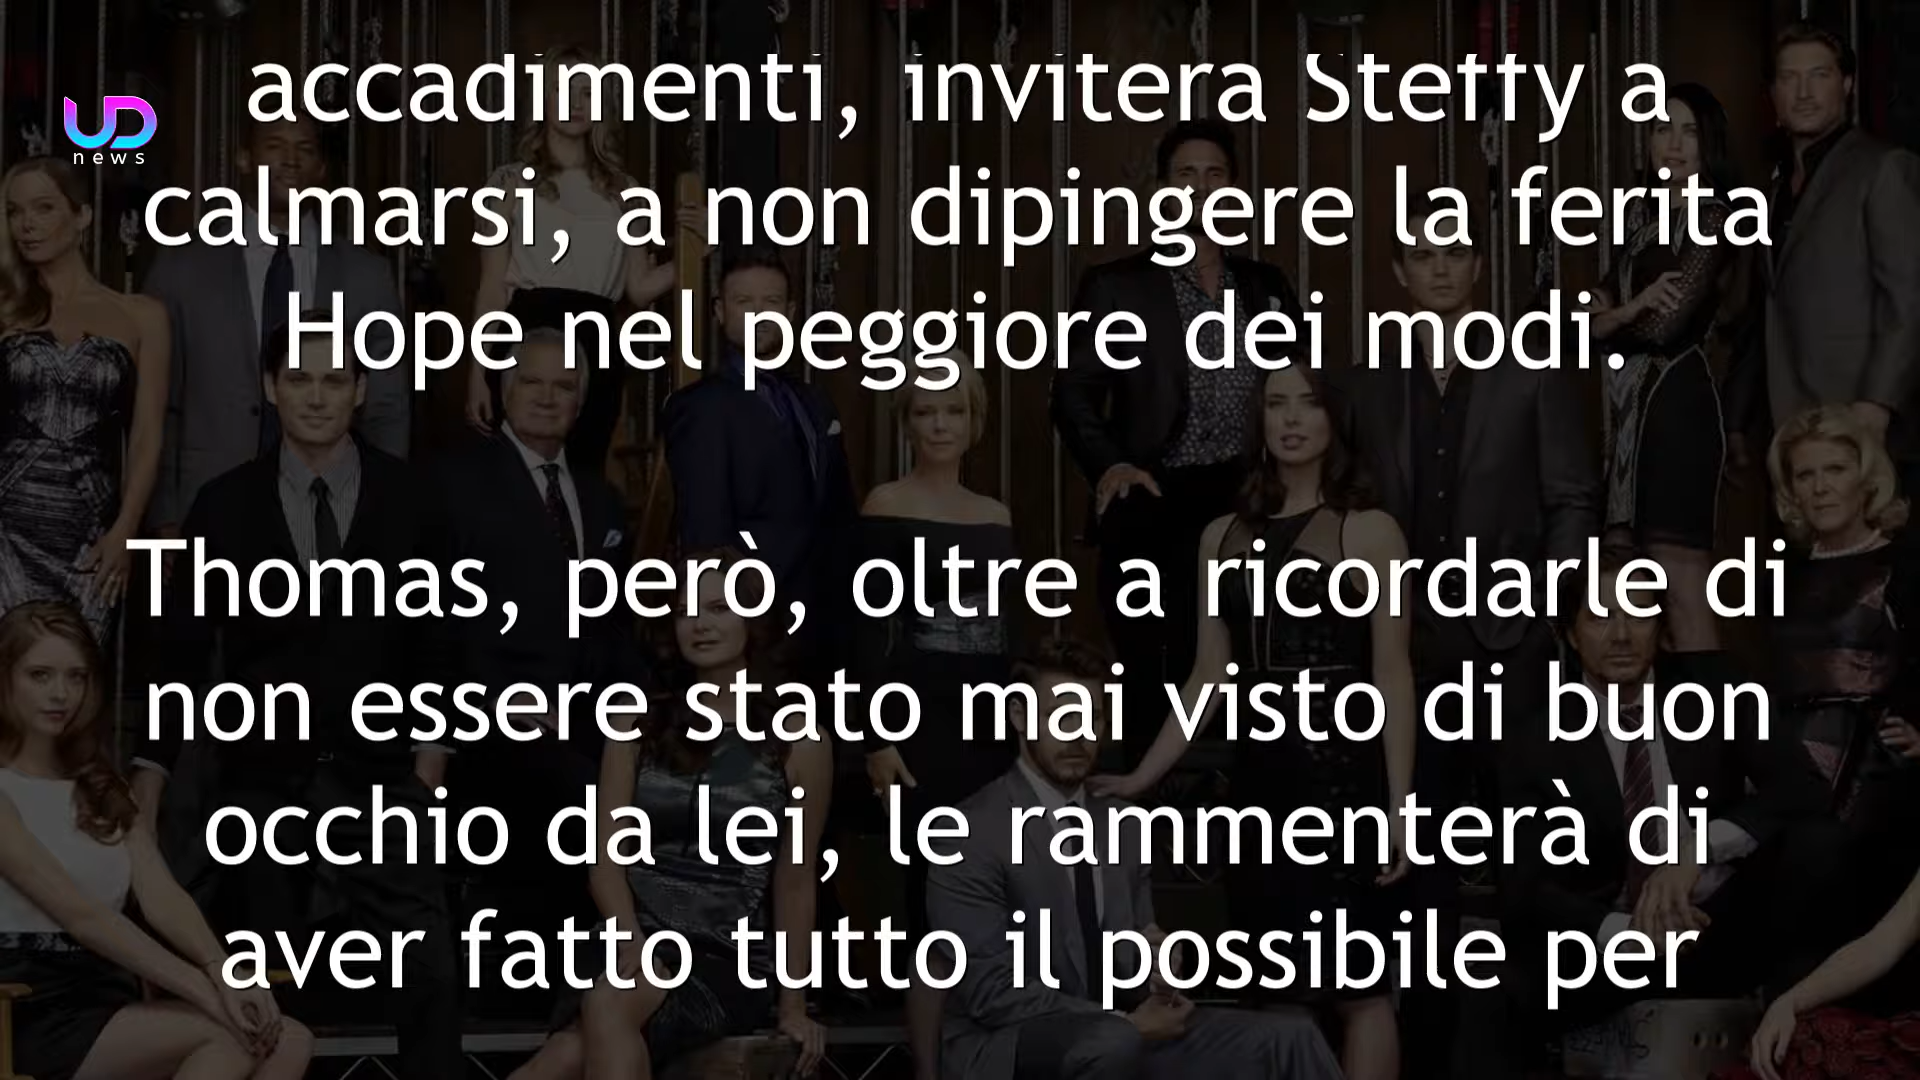 accadimenti, inviterà Steffy a
UD
news
calmarsi, a non dipingere la ferita
Hope nel peggiore dei modi.
Thomas, però, oltre a ricordarle di
non essere stato mai visto di buon
occhio da lei, le rammenterà di
aver fatto tutto il possibile per